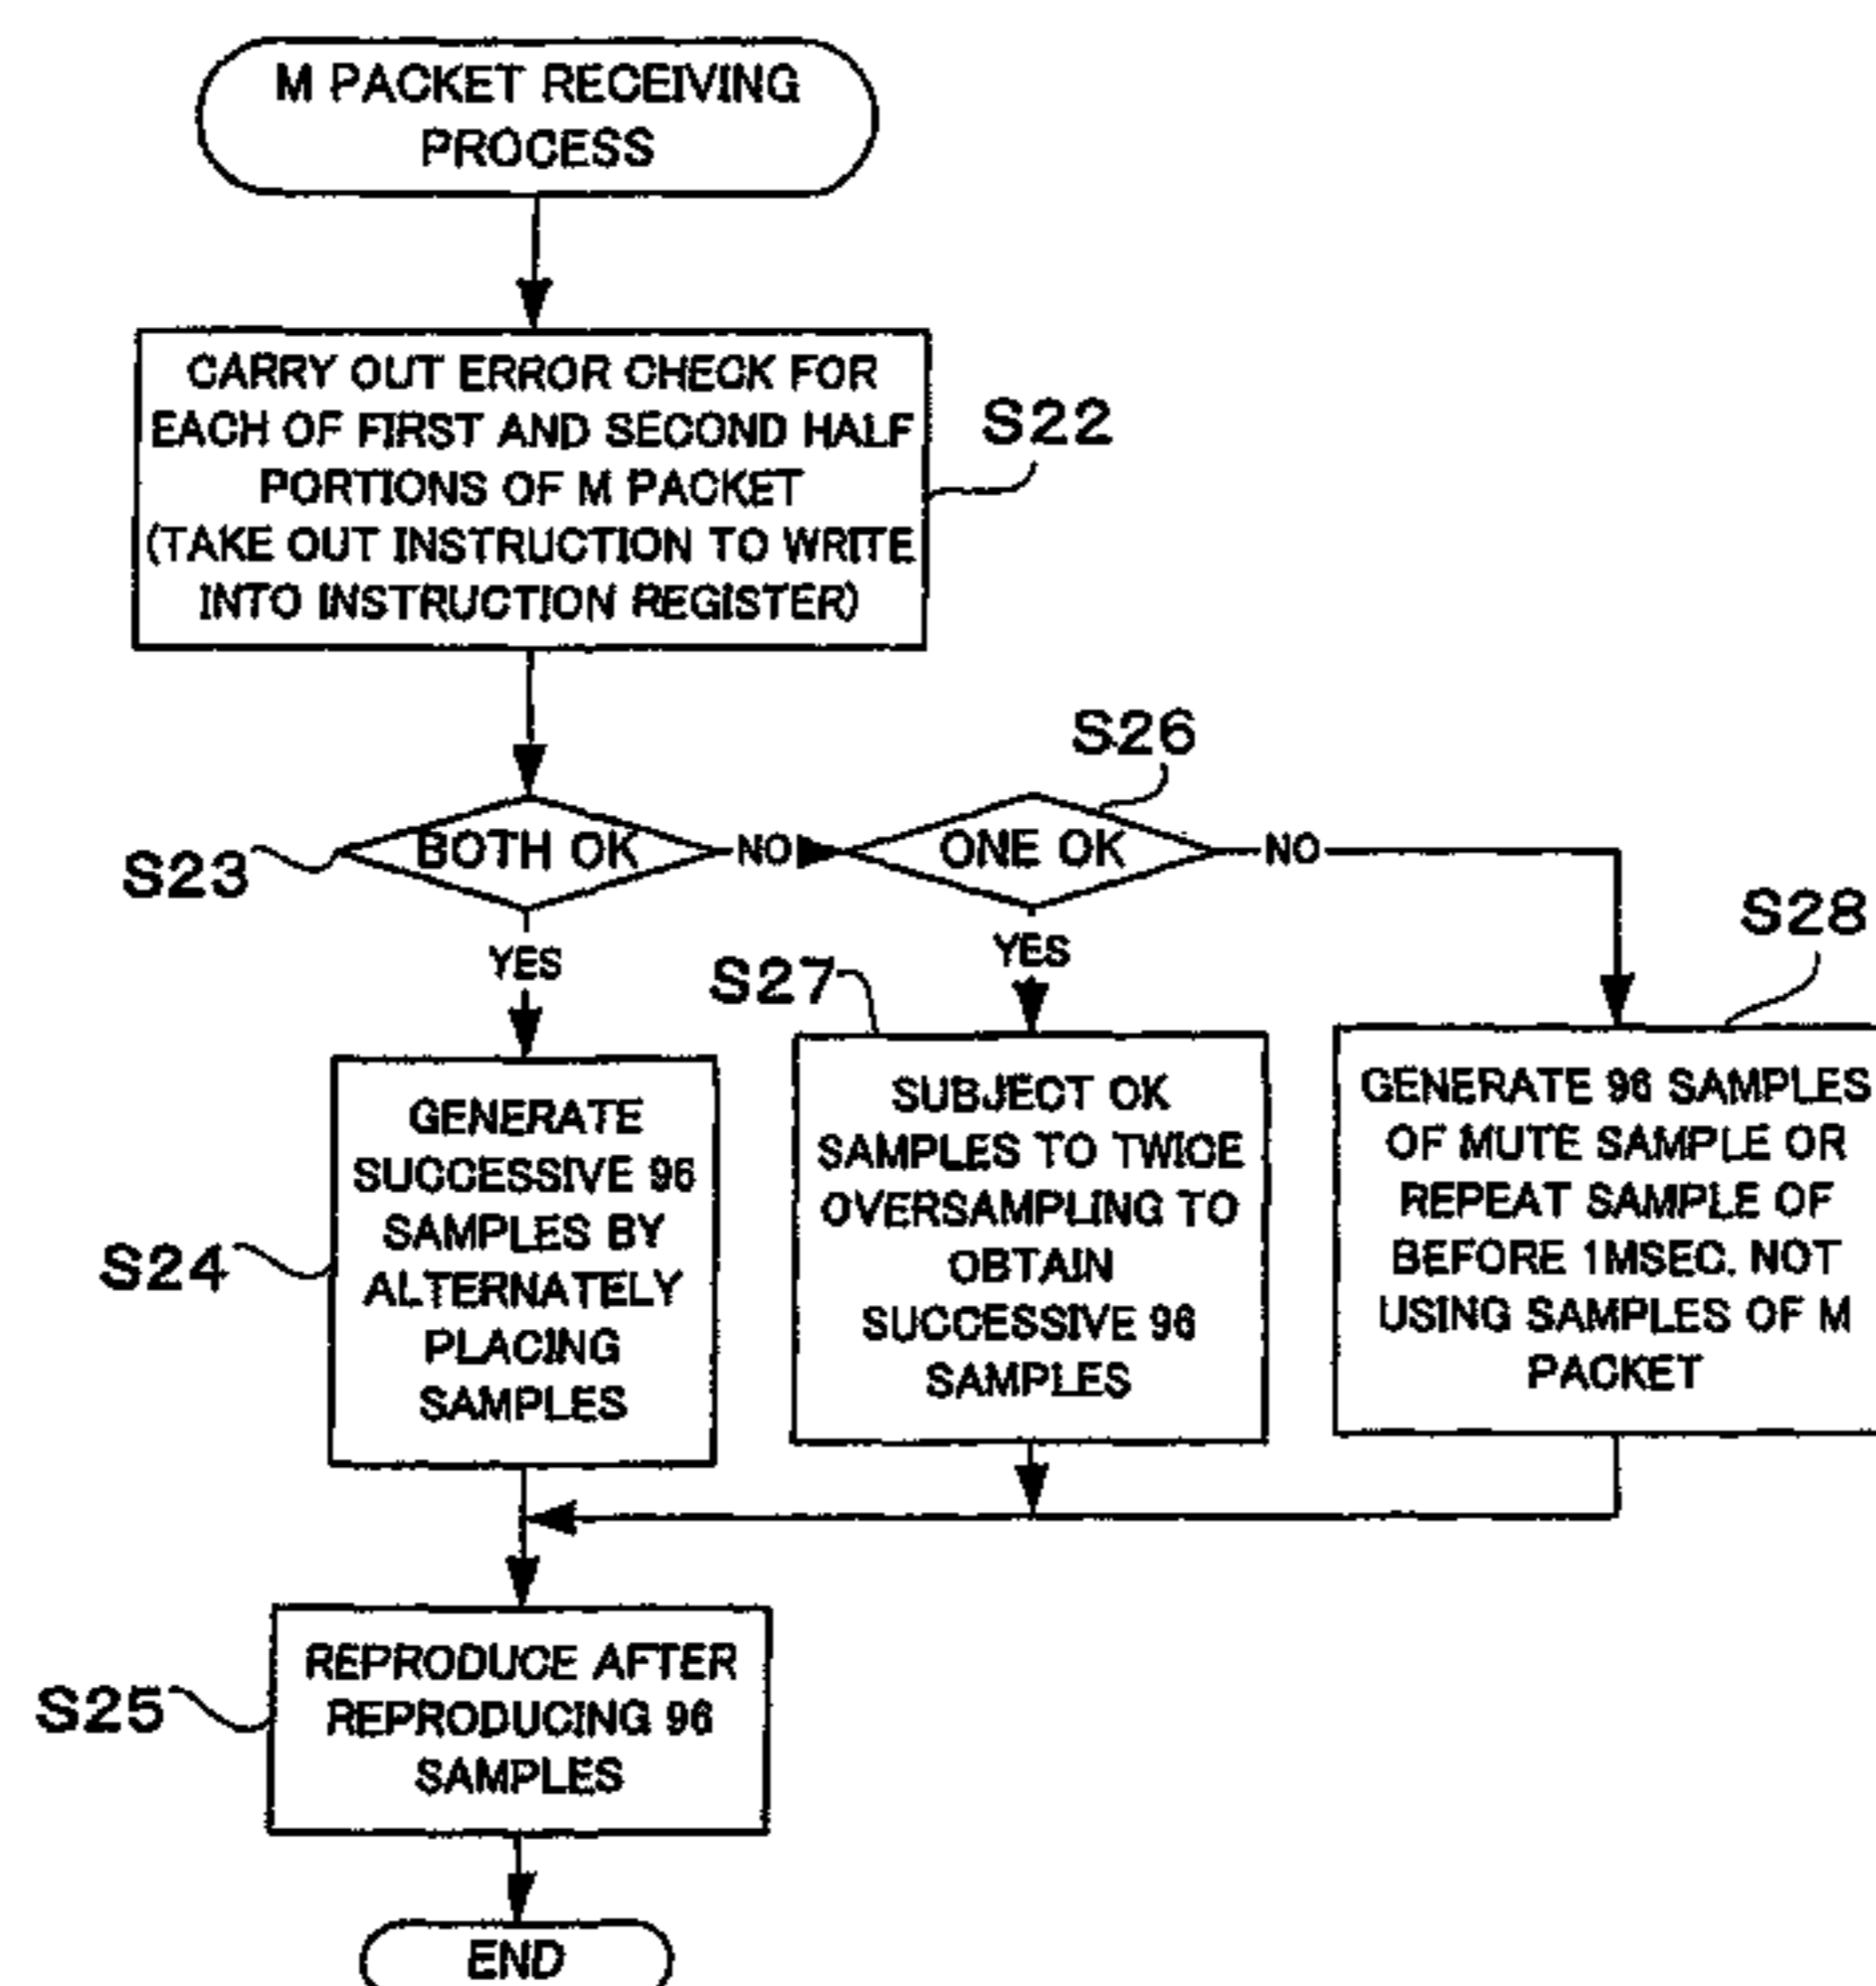 M PACKET RECEIVING
PROCESS
CARRY OUT ERROR CHECK FOR
EACH OF FIRST AND SECOND HALF
PORTIONS OF M PACKET
(TAKE OUT INSTRUCTION TO WRITE
INTO INSTRUCTION REGISTER)
S22
S23
BOTH OK
NO
S26
ONE OK
NO
YES
YES
S24
GENERATE
SUCCESSIVE 96
SAMPLES BY
ALTERNATELY
PLACING
SAMPLES
S27
SUBJECT OK
SAMPLES TO TWICE
OVERSAMPLING TO
OBTAIN
SUCCESSIVE 96
SAMPLES
S28
GENERATE 96 SAMPLES
OF MUTE SAMPLE OR
REPEAT SAMPLE OF
BEFORE 1MSEC. NOT
USING SAMPLES OF M
PACKET
S25
REPRODUCE AFTER
REPRODUCING 96
SAMPLES
END